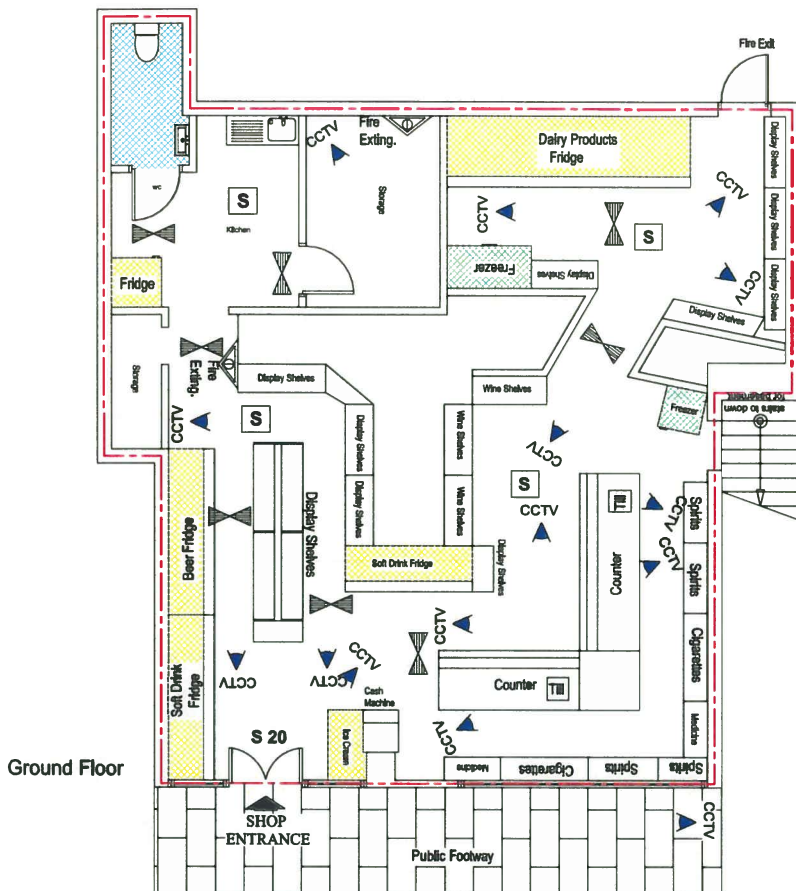 Fire Exit
CCTV
Fire
Exting.
Dairy Products
Fridge
Display Shelves
WC
S
Kitchen
Storage
CCTV
CCTV
S
Display Shelves
Fridge
Freezer
Display Shelves
CCTV
Display Shelves
Display Shelves
Storage
Fire
Exting.
Display Shelves
Wine Shelves
Freezer
stairs to down
for basement
CCTV
S
Display Shelves
Wine Shelves
CCTV
Display Shelves
Display Shelves
Wine Shelves
S
CCTV
Till
CCTV
Spirits
Beer Fridge
Soft Drink Fridge
Display Shelves
Counter
CCTV
Spirits
CCTV
Cigarettes
Soft Drink
Fridge
CCTV
CCTV
CCTV
Cash
Machine
Counter
Till
Medicine
S 20
Ice Cream
CCTV
Medicine
Cigarettes
Spirits
Spirits
Ground Floor
SHOP
ENTRANCE
CCTV
Public Footway